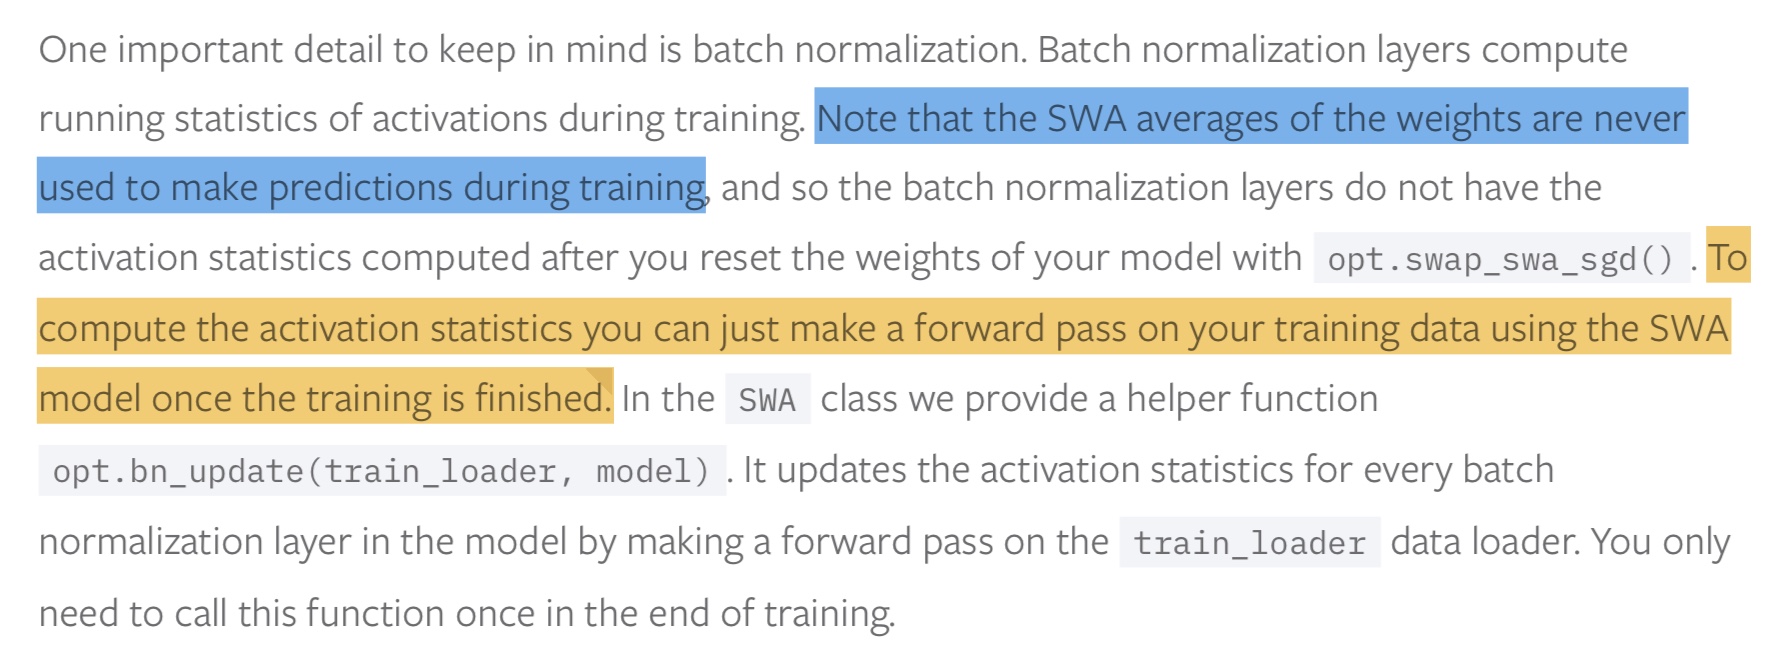 One important detail to keep in mind is batch normalization. Batch normalization layers compute
running statistics of activations during training. Note that the SWA averages of the weights are never
used to make predictions during training, and so the batch normalization layers do not have the
activation statistics computed after you reset the weights of your model with opt.swap_swa_sgd() . To
compute the activation statistics you can just make a forward pass on your training data using the SWA
model once the training is finished. In the SWA class we provide a helper function
opt.bn_update(train_loader, model) . It updates the activation statistics for every batch
normalization layer in the model by making a forward pass on the train_loader data loader. You only
need to call this function once in the end of training.